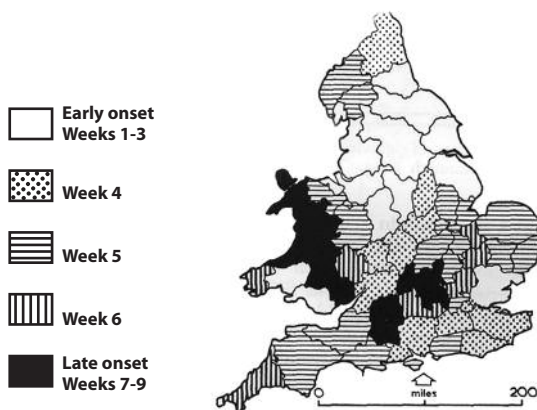 Early onset
Weeks 1-3
Week 4
Week 5
Week 6
Late onset
Weeks 7-9
0
miles
200